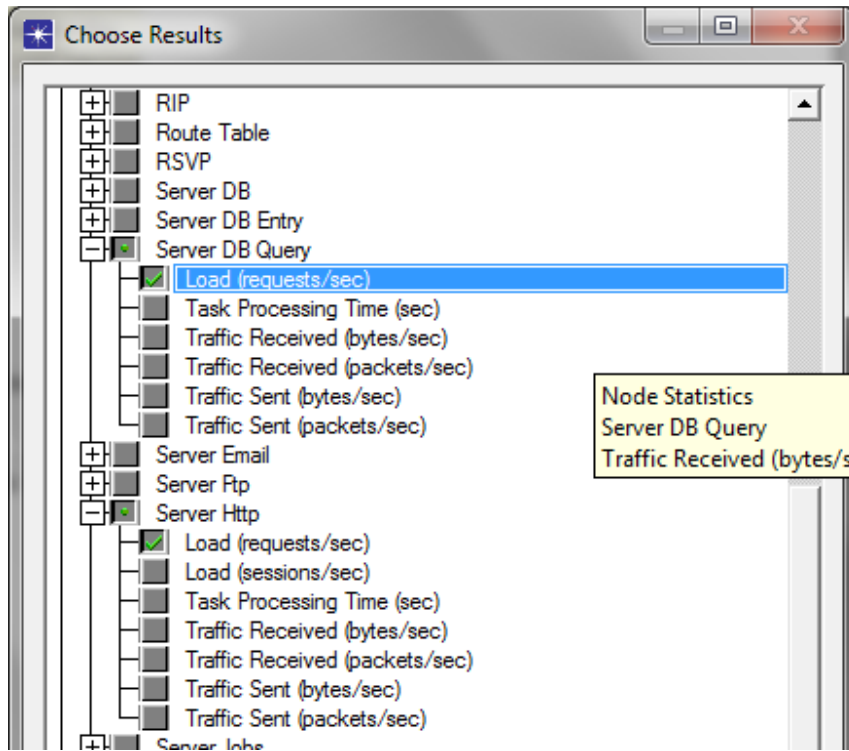 Choose Results
RIP
Route Table
RSVP
Server DB
Server DB Entry
Server DB Query
Load (requests/sec)
Task Processing Time (sec)
Traffic Received (bytes/sec)
Traffic Received (packets/sec)
Traffic Sent (bytes/sec)
Traffic Sent (packets/sec)
Node Statistics
Server DB Query
Traffic Received (bytes/s
Server Email
Server Ftp
Server Http
Load (requests/sec)
Load (sessions/sec)
Task Processing Time (sec)
Traffic Received (bytes/sec)
Traffic Received (packets/sec)
Traffic Sent (bytes/sec)
Traffic Sent (packets/sec)
Server Jobs